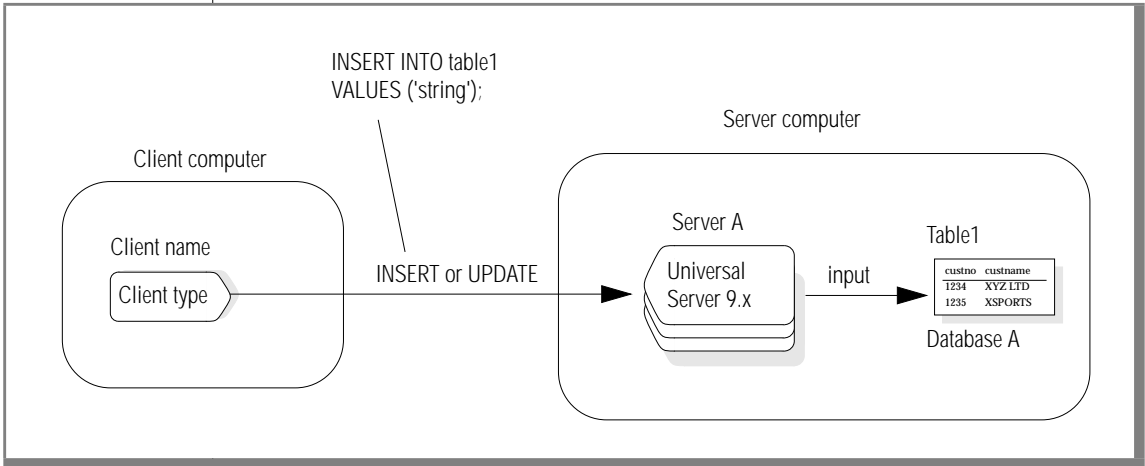 INSERT INTO table1
VALUES ('string');
Server computer
Client computer
Server A
Client name
Table1
Client type
INSERT or UPDATE
Universal
Server 9.x
input
custno custname
1234 XYZ LTD
1235 XSPORTS
Database A